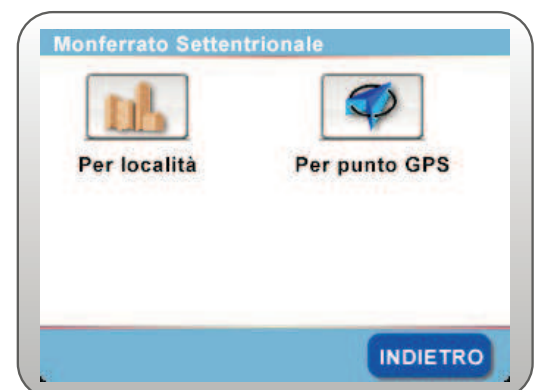 Monferrato Settentrionale
Per località
Per punto GPS
INDIETRO